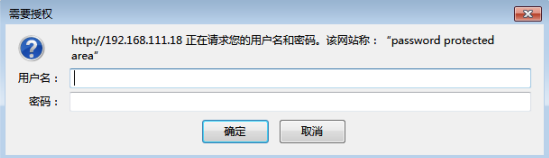 需要授权
http://192.168.111.18 正在请求您的用户名和密码。该网站称：“password protected
area”
用户名：
密码：
确定
取消